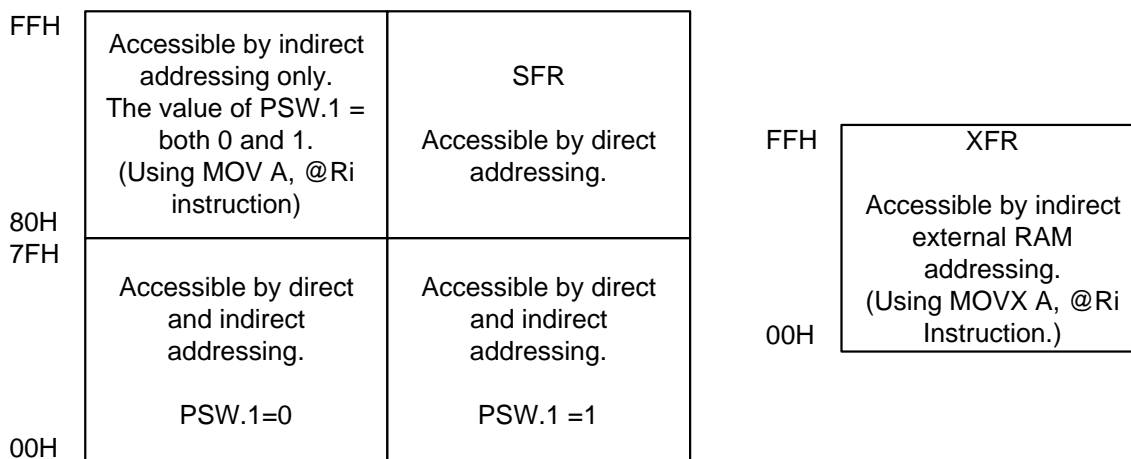 FFH
Accessible by indirect
addressing only.
The value of PSW.1 =
both 0 and 1.
(Using MOV A, @Ri
instruction)
80H
SFR
Accessible by direct
addressing.
7FH
Accessible by direct
and indirect
addressing.
PSW.1=0
00H
Accessible by direct
and indirect
addressing.
PSW.1 =1
FFH
XFR
Accessible by indirect
external RAM
addressing.
(Using MOVX A, @Ri
Instruction.)
00H